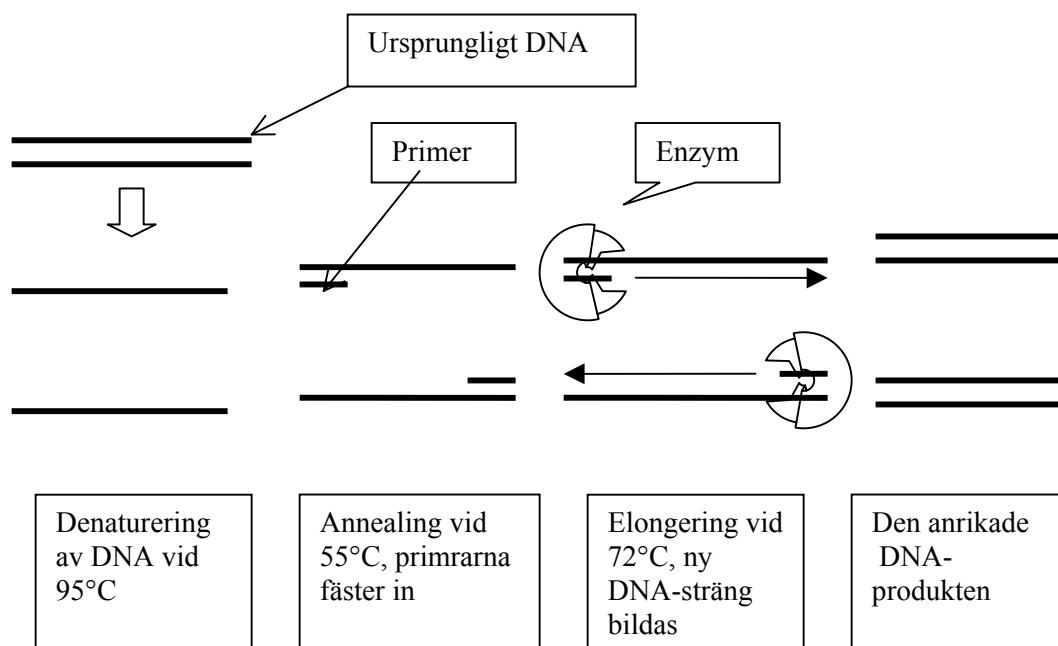 Ursprungligt DNA
Primer
Enzym
Denaturering
av DNA vid
95°C
Annealing vid
55°C, primrarna
fäster in
Elongering vid
72°C, ny
DNA-sträng
bildas
Den anrikade
DNA-
produkten